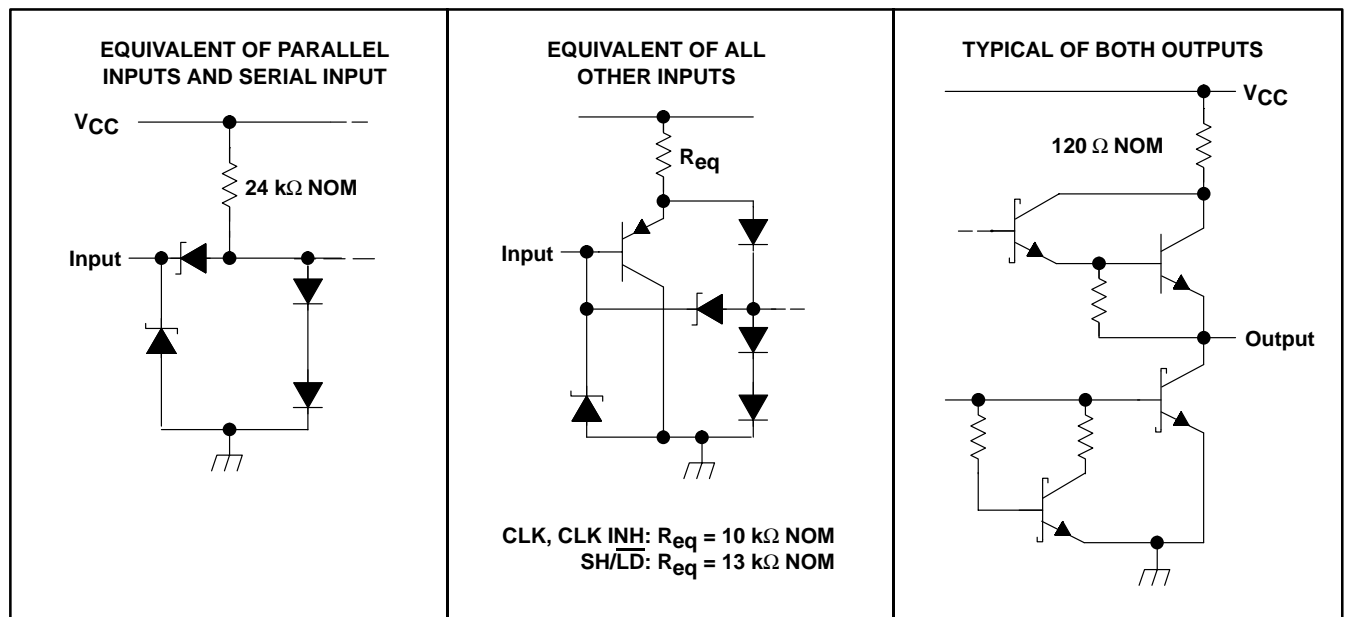 EQUIVALENT OF PARALLEL
INPUTS AND SERIAL INPUT
VCC
24 kΩ NOM
Input
EQUIVALENT OF ALL
OTHER INPUTS
Req
Input
CLK, CLK INH: Req = 10 kΩ NOM
SH/L̅D̅: Req = 13 kΩ NOM
TYPICAL OF BOTH OUTPUTS
VCC
120 Ω NOM
Output